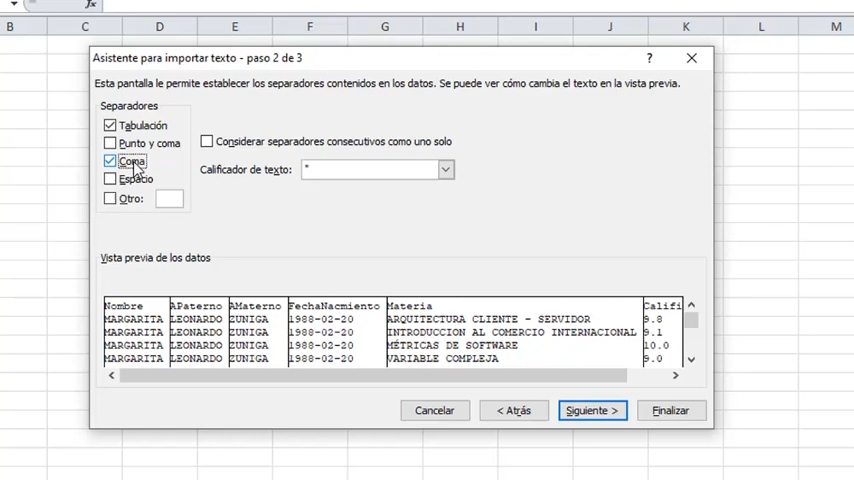 fx
B C D E F G H I J K L M
Asistente para importar texto - paso 2 de 3 ?
Esta pantalla le permite establecer los separadores contenidos en los datos. Se puede ver cómo cambia el texto en la vista previa.
Separadores
Tabulación
Punto y coma
Considerar separadores consecutivos como uno solo
Coma
Calificador de texto: "
Espacio
Otro:
Vista previa de los datos
Nombre APaterno AMaterno FechaNacmiento Materia Califi
MARGARITA LEONARDO ZUNIGA 1988-02-20 ARQUITECTURA CLIENTE - SERVIDOR 9.8
MARGARITA LEONARDO ZUNIGA 1988-02-20 INTRODUCCION AL COMERCIO INTERNACIONAL 9.1
MARGARITA LEONARDO ZUNIGA 1988-02-20 MÉTRICAS DE SOFTWARE 10.0
MARGARITA LEONARDO ZUNIGA 1988-02-20 VARIABLE COMPLEJA 9.0
Cancelar < Atrás Siguiente > Finalizar